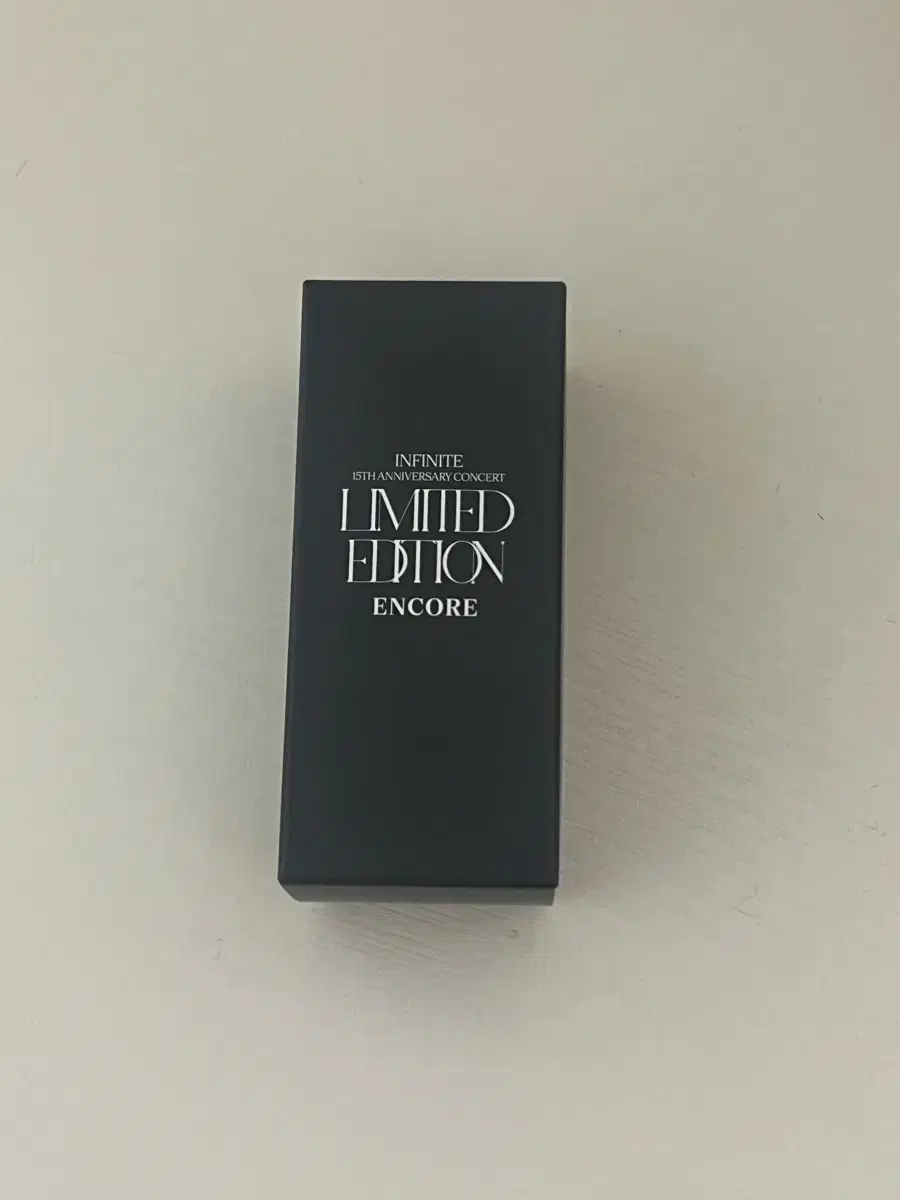 INFINITE
15TH ANNIVERSARY CONCERT
LIMITED
EDITION
ENCORE